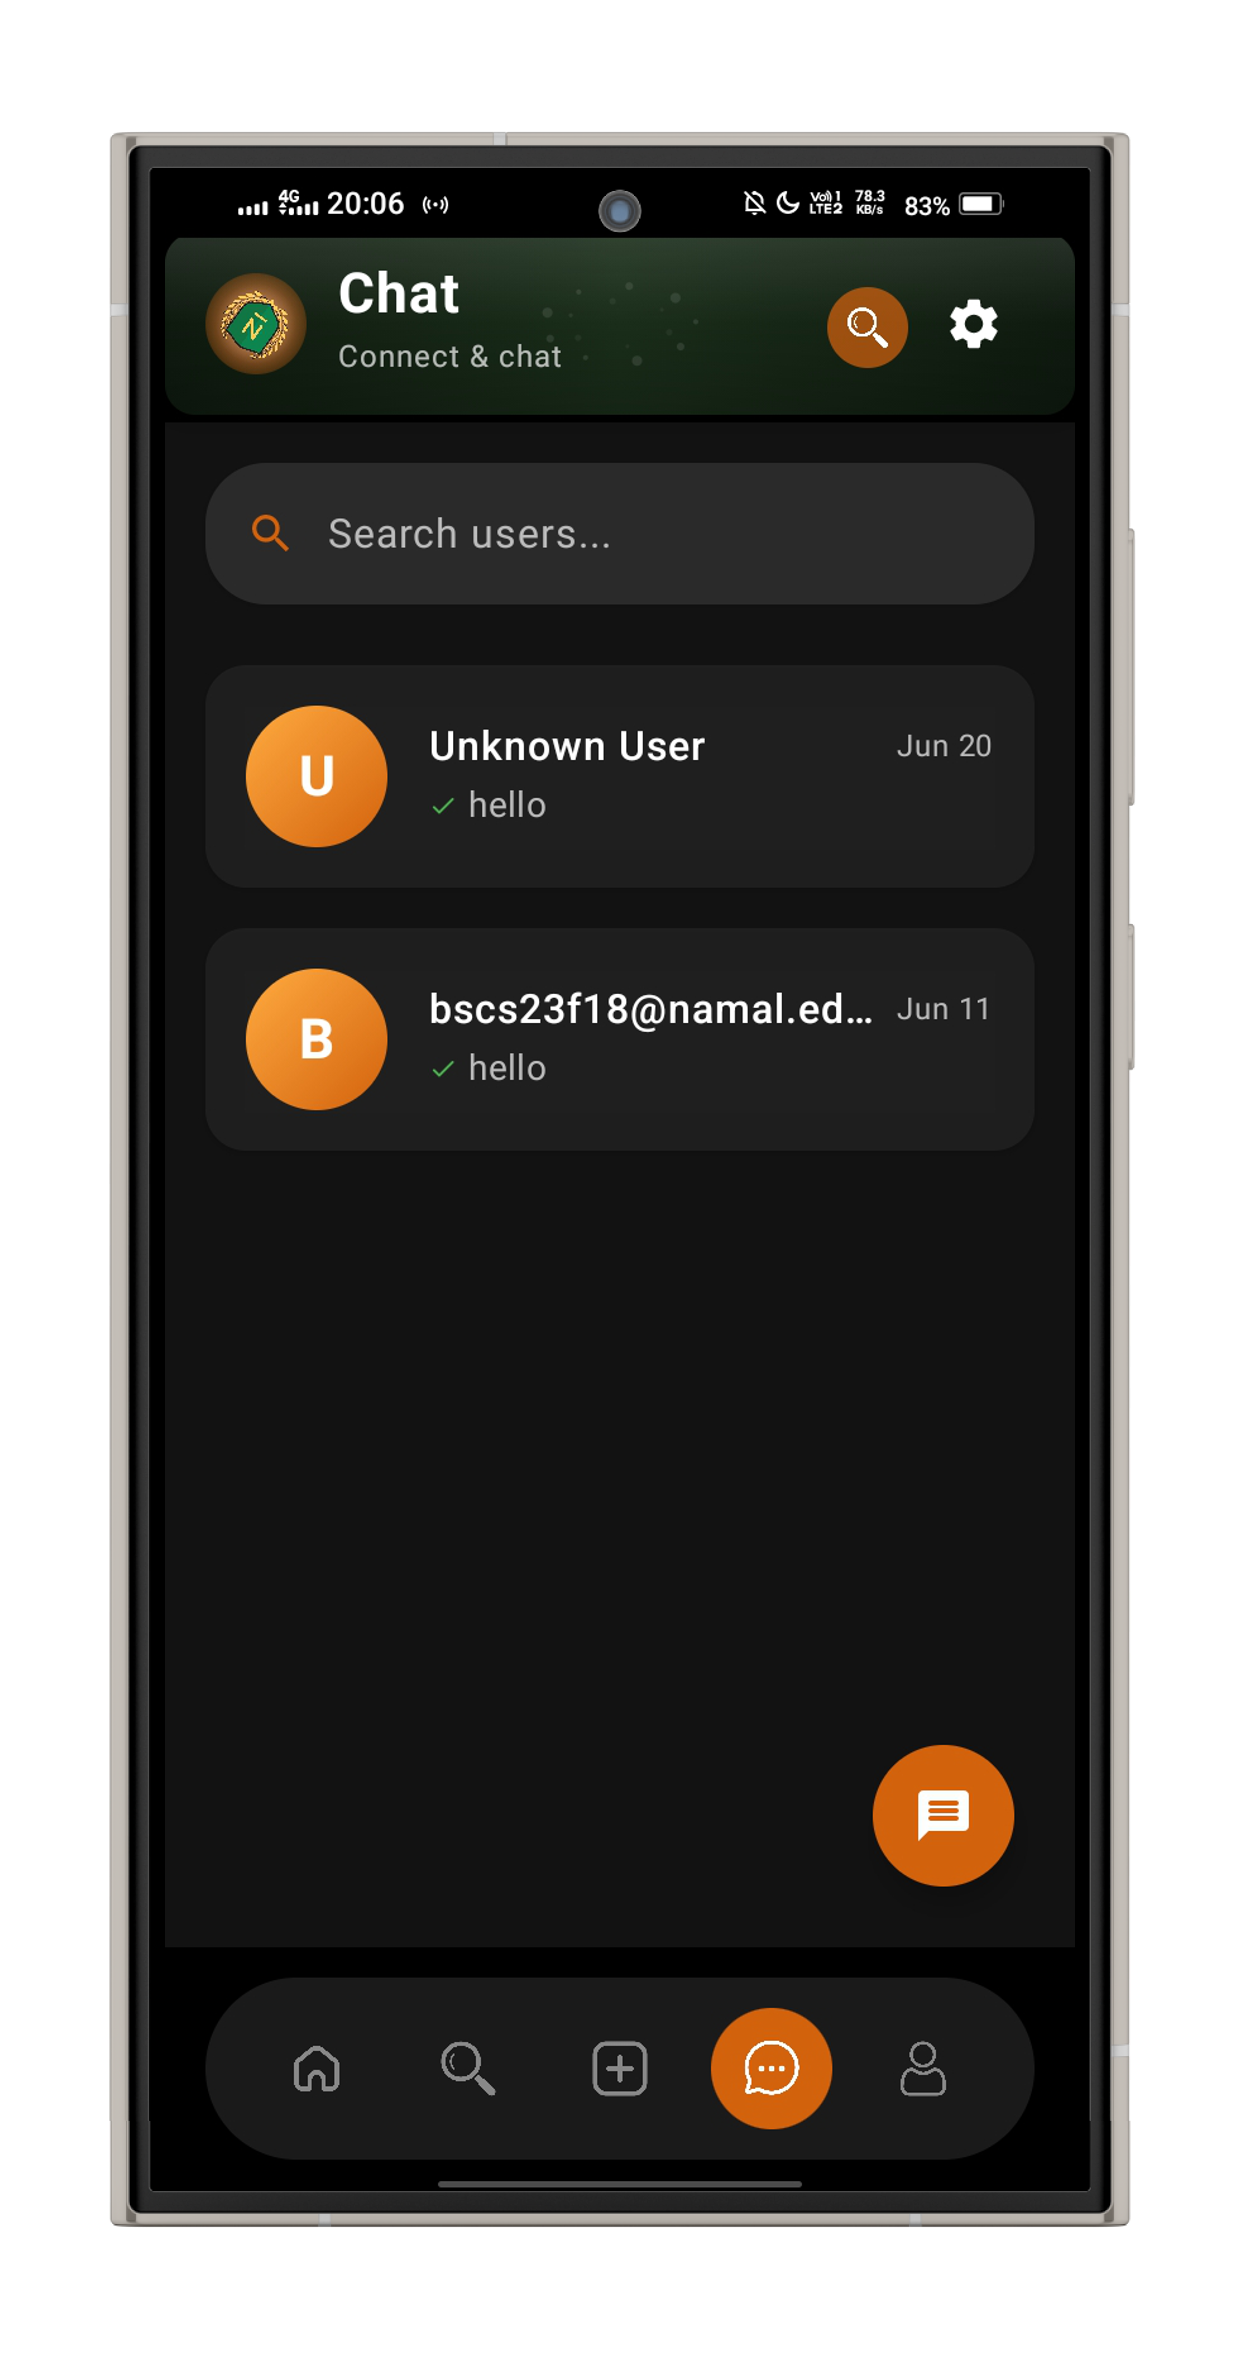 4G 20:06 Vo) 1 LTE2 78.3 KB/s 83%
Chat
Connect & chat
Search users...
U Unknown User Jun 20
✓ hello
B bscs23f18@namal.ed... Jun 11
✓ hello